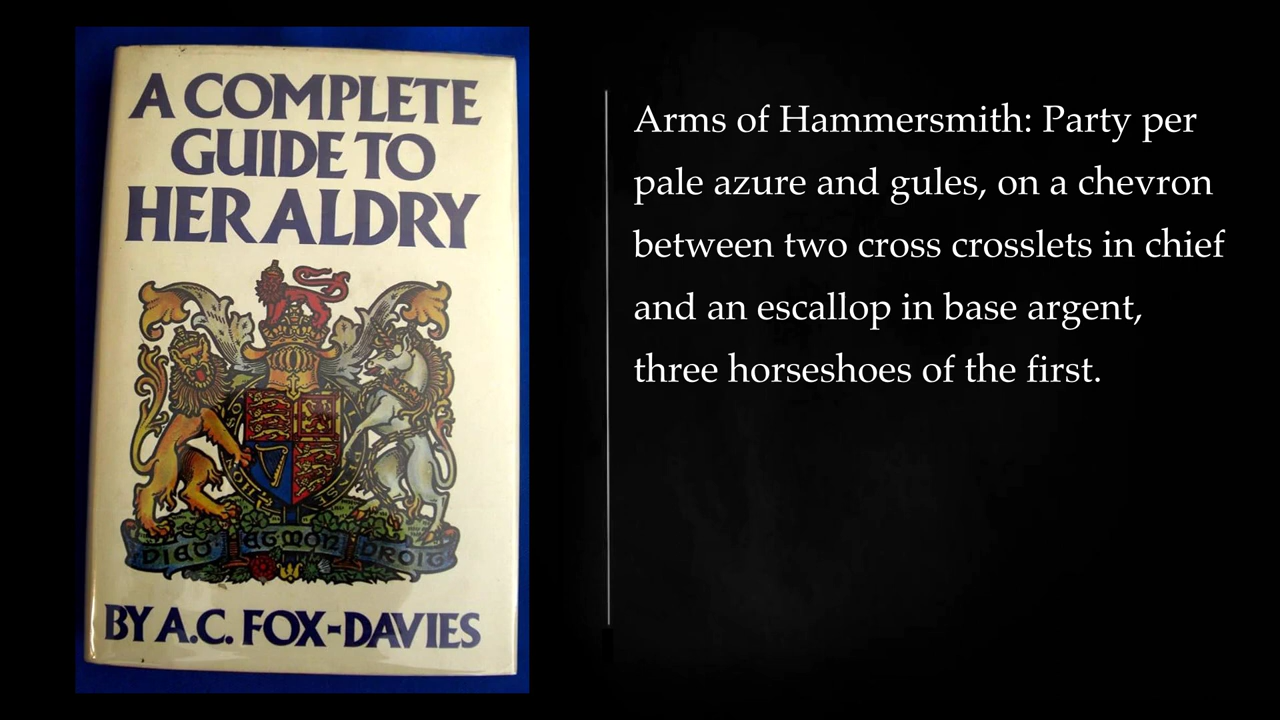 A COMPLETE
GUIDE TO
HERALDRY
DIEU ET MON DROIT
BY A.C. FOX-DAVIES
Arms of Hammersmith: Party per
pale azure and gules, on a chevron
between two cross crosslets in chief
and an escallop in base argent,
three horseshoes of the first.